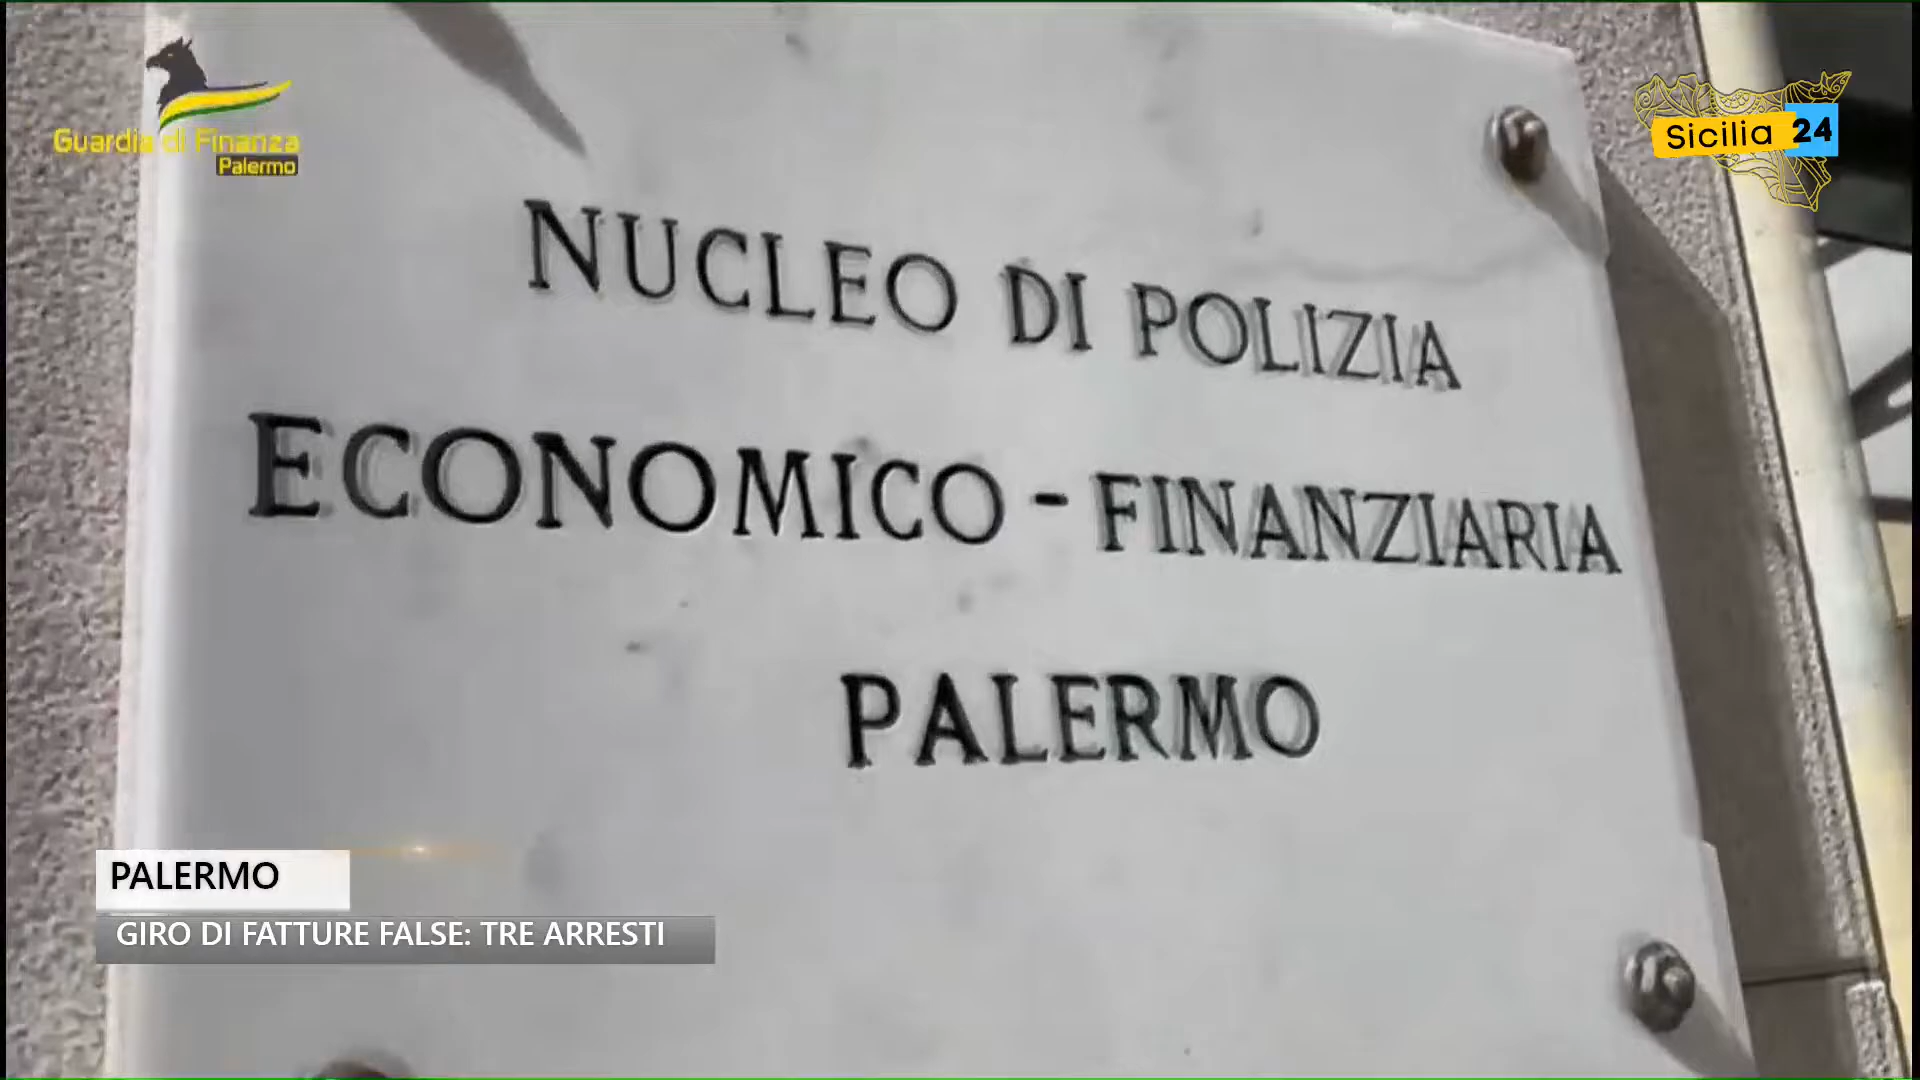 Guardia di Finanza
Palermo
Sicilia 24
NUCLEO DI POLIZIA
ECONOMICO - FINANZIARIA
PALERMO
PALERMO
GIRO DI FATTURE FALSE: TRE ARRESTI